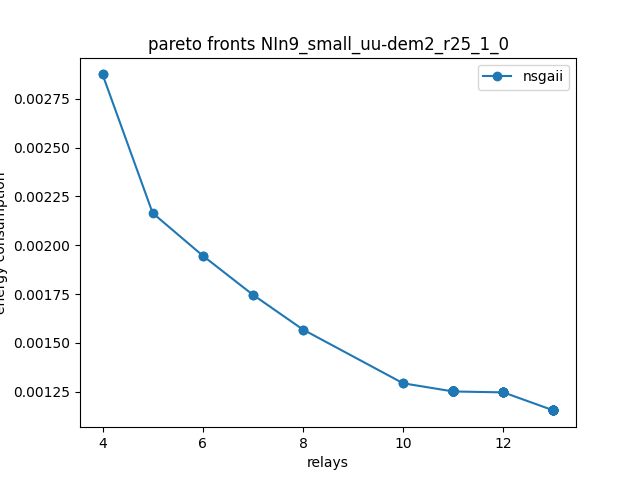 pareto fronts NIn9_small_uu-dem2_r25_1_0
nsgaii
0.00275
0.00250
0.00225
0.00200
0.00175
0.00150
0.00125
energy consumption
4 6 8 10 12
relays